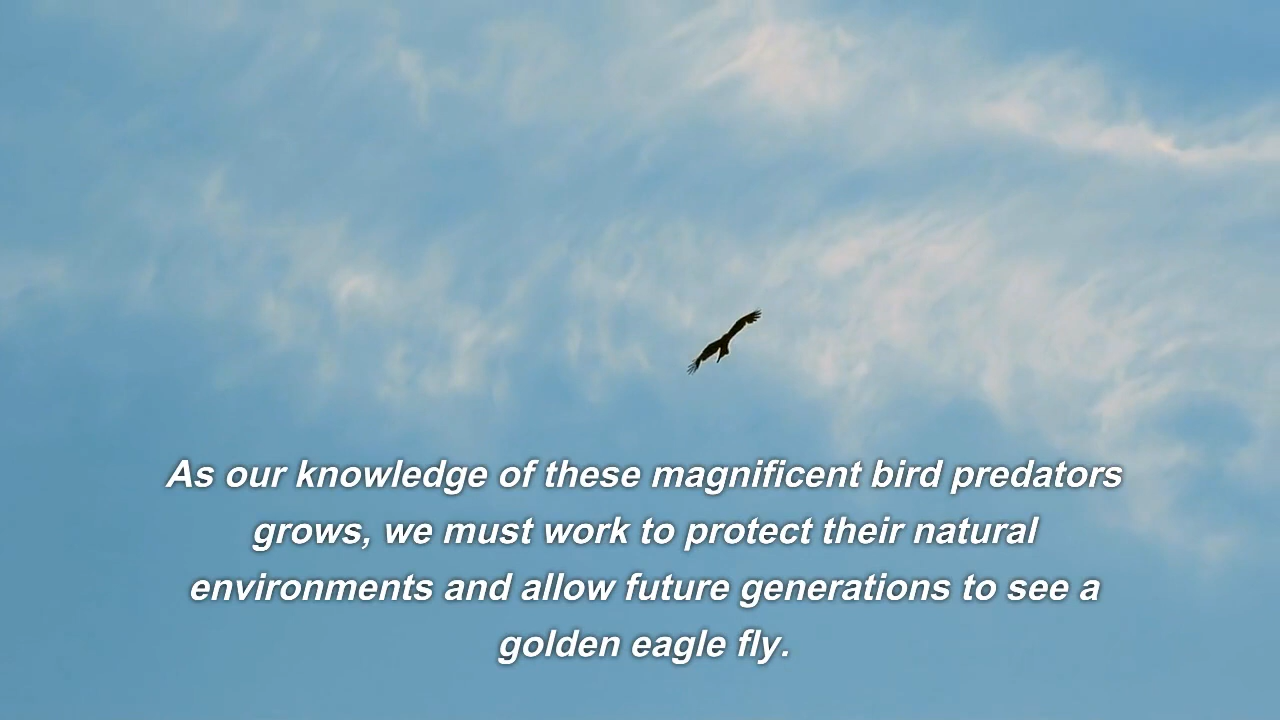 As our knowledge of these magnificent bird predators
grows, we must work to protect their natural
environments and allow future generations to see a
golden eagle fly.